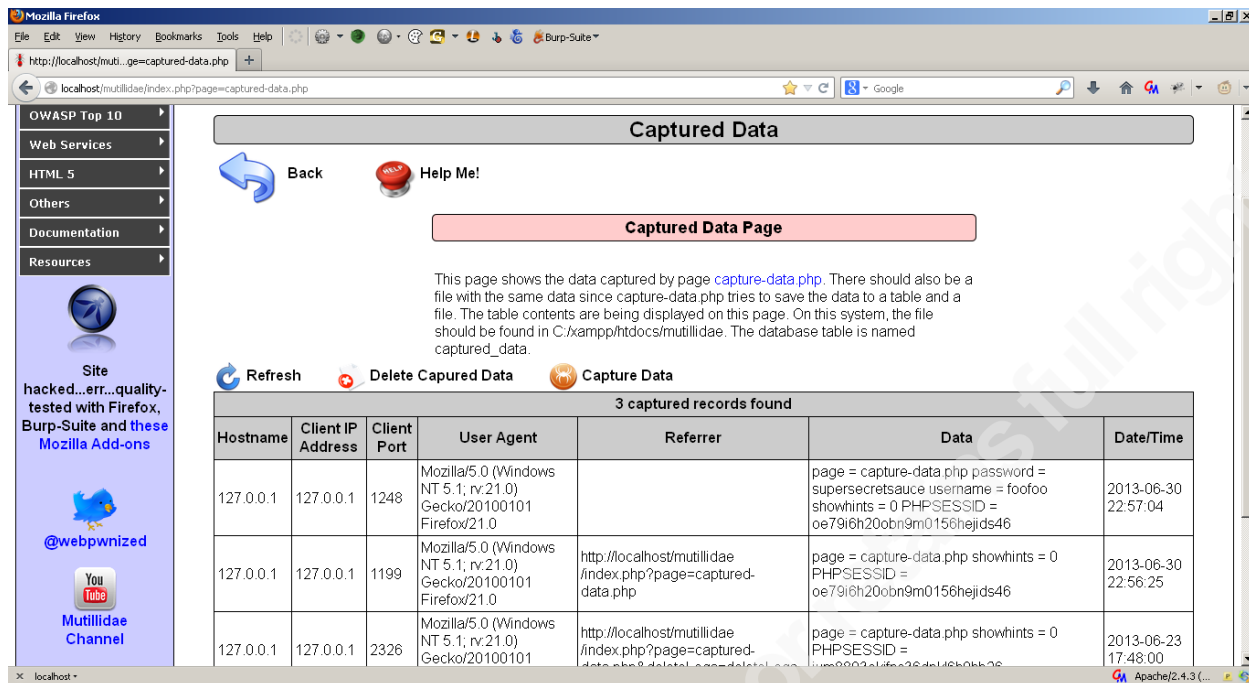 Mozilla Firefox
File Edit View History Bookmarks Tools Help Burp-Suite
http://localhost/muti...ge=captured-data.php +
localhost/mutillidae/index.php?page=captured-data.php Google
OWASP Top 10
Web Services
HTML 5
Others
Documentation
Resources
Site
hacked...err...quality-
tested with Firefox,
Burp-Suite and these
Mozilla Add-ons
@webpwnized
You
Tube
Mutillidae
Channel
Captured Data
Back HELP Help Me!
Captured Data Page
This page shows the data captured by page capture-data.php. There should also be a
file with the same data since capture-data.php tries to save the data to a table and a
file. The table contents are being displayed on this page. On this system, the file
should be found in C:/xampp/htdocs/mutillidae. The database table is named
captured_data.
Refresh Delete Capured Data Capture Data
3 captured records found
Hostname Client IP Address Client Port User Agent Referrer Data Date/Time
127.0.0.1 127.0.0.1 1248
Mozilla/5.0 (Windows
NT 5.1; rv:21.0)
Gecko/20100101
Firefox/21.0
page = capture-data.php password =
supersecretsauce username = foofoo
showhints = 0 PHPSESSID =
oe79i6h20obn9m0156hejids46
2013-06-30
22:57:04
127.0.0.1 127.0.0.1 1199
Mozilla/5.0 (Windows
NT 5.1; rv:21.0)
Gecko/20100101
Firefox/21.0
http://localhost/mutillidae
/index.php?page=captured-
data.php
page = capture-data.php showhints = 0
PHPSESSID =
oe79i6h20obn9m0156hejids46
2013-06-30
22:56:25
127.0.0.1 127.0.0.1 2326
Mozilla/5.0 (Windows
NT 5.1; rv:21.0)
Gecko/20100101
http://localhost/mutillidae
/index.php?page=captured-
page = capture-data.php showhints = 0
PHPSESSID =
2013-06-23
17:48:00
localhost
Apache/2.4.3 (...
full